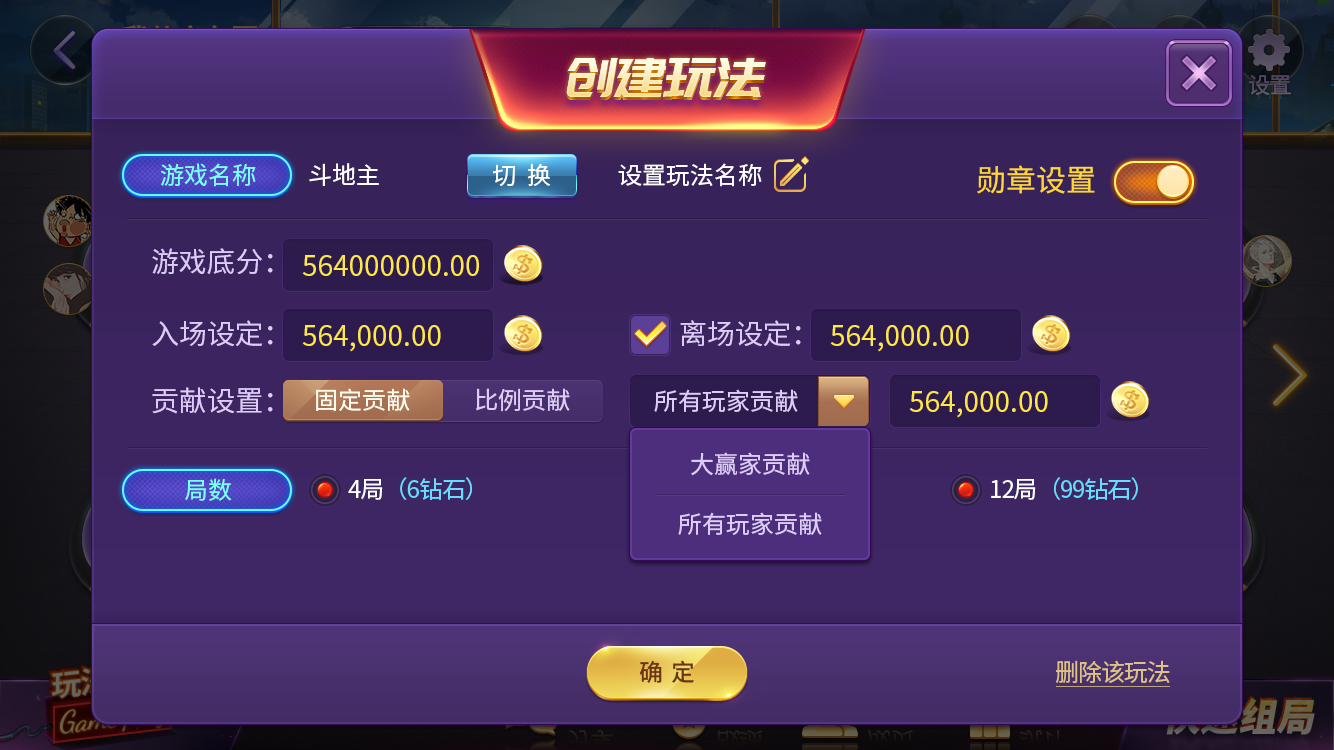 创建玩法
设置
游戏名称 斗地主 切 换 设置玩法名称 勋章设置
游戏底分： 564000000.00
入场设定： 564,000.00 离场设定： 564,000.00
贡献设置： 固定贡献 比例贡献 所有玩家贡献 564,000.00
大赢家贡献
局数 4局（6钻石） 12局（99钻石）
所有玩家贡献
确 定 删除该玩法
玩
组局